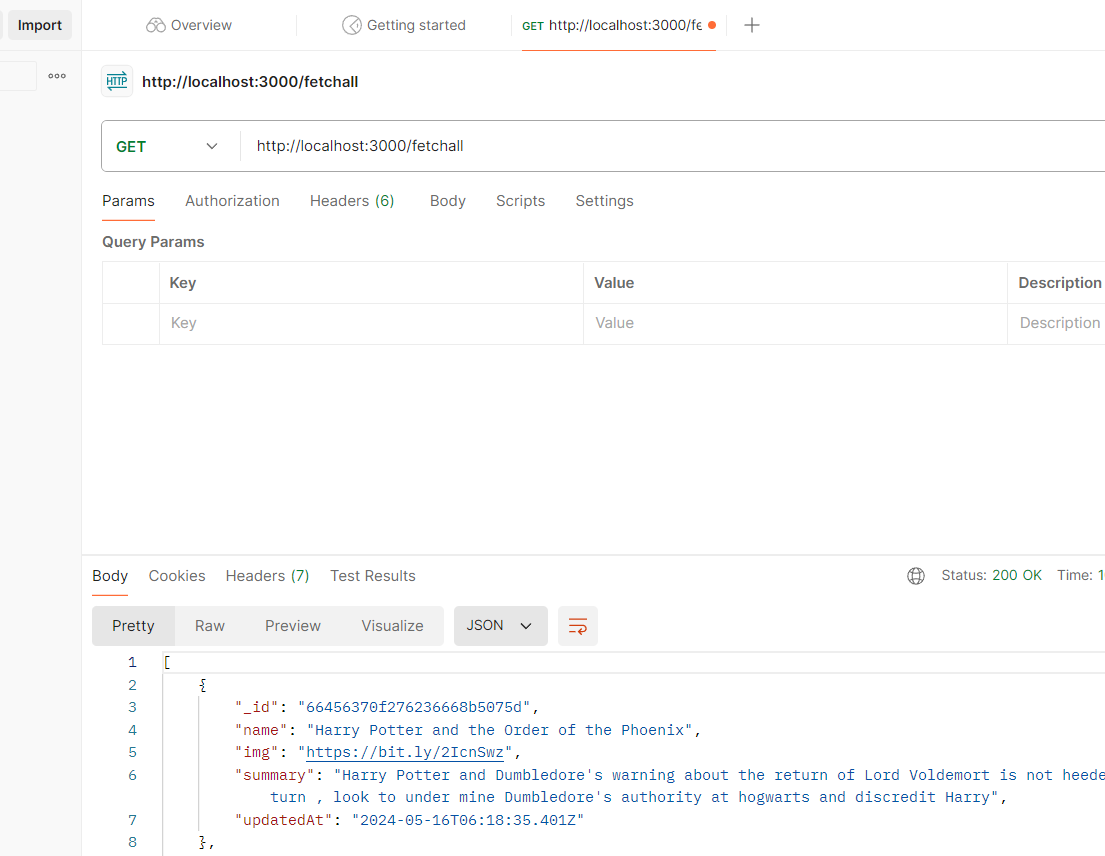 Import
Overview
Getting started
GET http://localhost:3000/fe
HTTP http://localhost:3000/fetchall
GET
http://localhost:3000/fetchall
Params Authorization Headers (6) Body Scripts Settings
Query Params
Key Value Description
Key Value Description
Body Cookies Headers (7) Test Results Status: 200 OK Time: 1
Pretty Raw Preview Visualize JSON
1 [
2 {
3 "_id": "66456370f276236668b5075d",
4 "name": "Harry Potter and the Order of the Phoenix",
5 "img": "https://bit.ly/2IcnSwz",
6 "summary": "Harry Potter and Dumbledore's warning about the return of Lord Voldemort is not heede
turn , look to under mine Dumbledore's authority at hogwarts and discredit Harry",
7 "updatedAt": "2024-05-16T06:18:35.401Z"
8 },